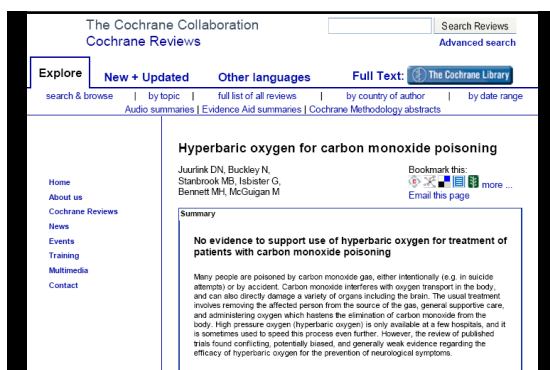 The Cochrane Collaboration
Cochrane Reviews
Search Reviews
Advanced search
Explore
New + Updated
Other languages
Full Text: The Cochrane Library
search & browse | by topic | full list of all reviews | by country of author | by date range
Audio summaries | Evidence Aid summaries | Cochrane Methodology abstracts
Hyperbaric oxygen for carbon monoxide poisoning
Juurlink DN, Buckley N,
Stanbrook MB, Isbister G,
Bennett MH, McGuigan M
Bookmark this:
more ...
Email this page
Home
About us
Cochrane Reviews
News
Events
Training
Multimedia
Contact
Summary
No evidence to support use of hyperbaric oxygen for treatment of
patients with carbon monoxide poisoning
Many people are poisoned by carbon monoxide gas, either intentionally (e.g. in suicide
attempts) or by accident. Carbon monoxide interferes with oxygen transport in the body,
and can also directly damage a variety of organs including the brain. The usual treatment
involves removing the affected person from the source of the gas, general supportive care,
and administering oxygen which hastens the elimination of carbon monoxide from the
body. High pressure oxygen (hyperbaric oxygen) is only available at a few hospitals, and it
is sometimes used to speed this process even further. However, the review of published
trials found conflicting, potentially biased, and generally weak evidence regarding the
efficacy of hyperbaric oxygen for the prevention of neurological symptoms.